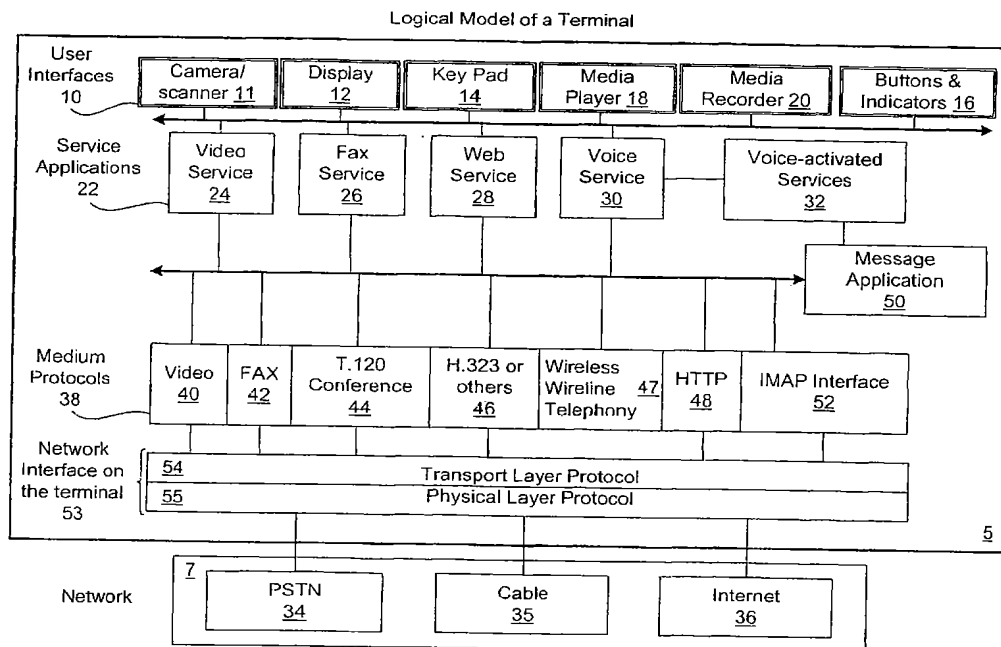 Logical Model of a Terminal
User
Interfaces
10
Camera/
scanner 11
Display
12
Key Pad
14
Media
Player 18
Media
Recorder 20
Buttons &
Indicators 16
Service
Applications
22
Video
Service
24
Fax
Service
26
Web
Service
28
Voice
Service
30
Voice-activated
Services
32
Message
Application
50
Medium
Protocols
38
Video
40
FAX
42
T.120
Conference
44
H.323 or
others
46
Wireless
Wireline
Telephony
47
HTTP
48
IMAP Interface
52
Network
Interface on
the terminal
53
54
Transport Layer Protocol
55
Physical Layer Protocol
5
Network
7
PSTN
34
Cable
35
Internet
36